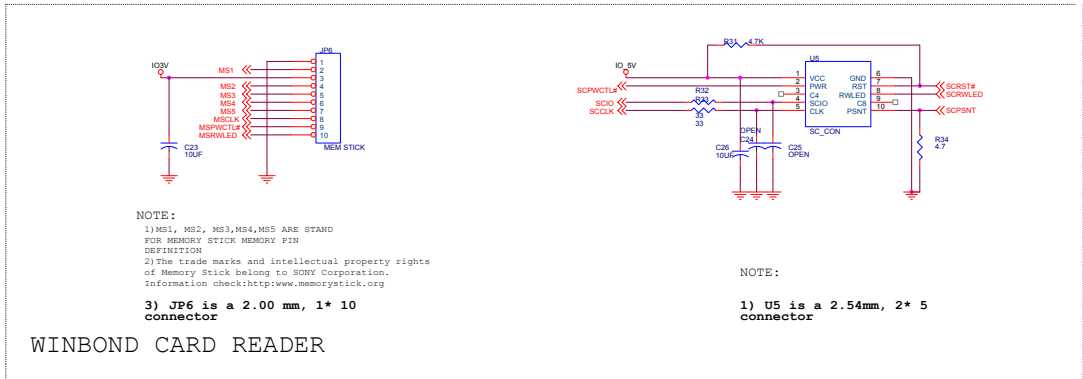 JP6
IO3V
1
2
3
4
5
6
7
8
9
10
MS1
MS2
MS3
MS4
MS5
MSCLK
MSPWCTL#
MSRWLED
MEM STICK
C23
10UF
NOTE:
1)MS1, MS2, MS3,MS4,MS5 ARE STAND
FOR MEMORY STICK MEMORY PIN
DEFINITION
2)The trade marks and intellectual property rights
of Memory Stick belong to SONY Corporation.
Information check:http:www.memorystick.org
3) JP6 is a 2.00 mm, 1* 10
connector
WINBOND CARD READER
R31 4.7K
IO_5V
U5
1 VCC GND 6
2 PWR RST 7
3 C4 RWLED 8
4 SCIO C8 9
5 CLK PSNT 10
SC_CON
SCPWCTL#
SCIO
SCCLK
R32
R33
33
33
SCRST#
SCRWLED
SCPSNT
OPEN
C24
C26
10UF
C25
OPEN
R34
4.7
NOTE:
1) U5 is a 2.54mm, 2* 5
connector